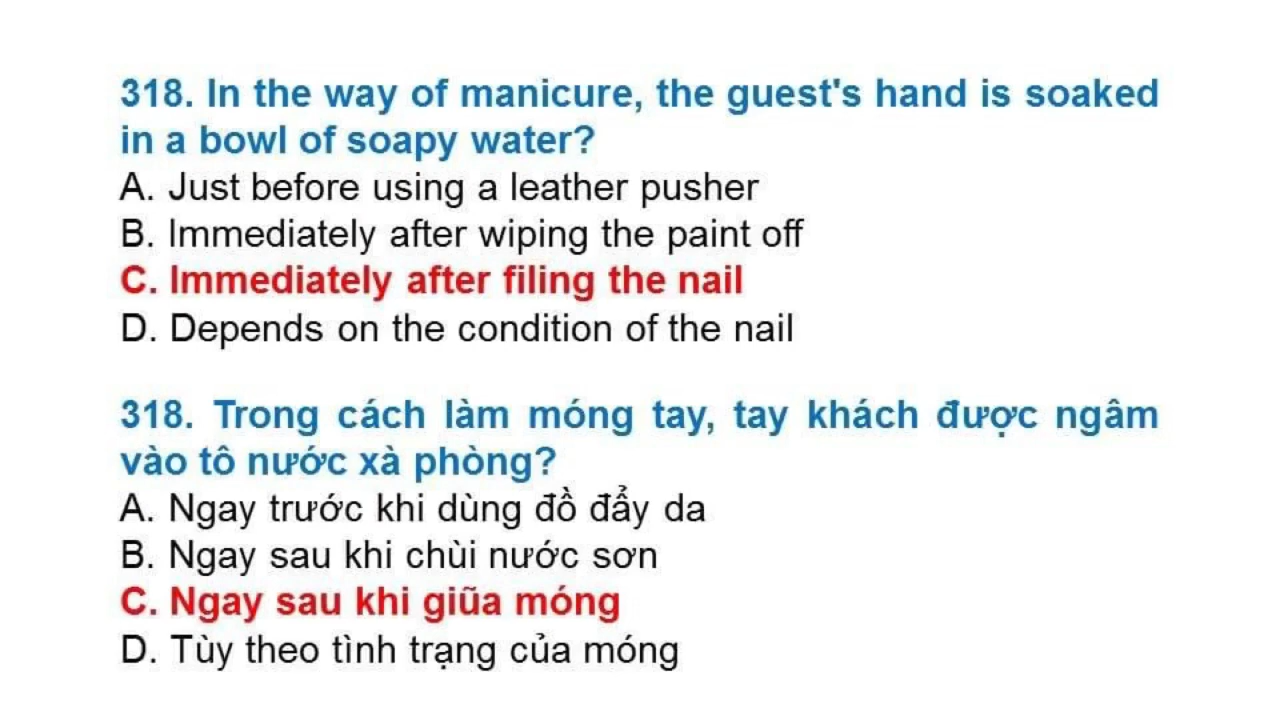 318. In the way of manicure, the guest's hand is soaked
in a bowl of soapy water?
A. Just before using a leather pusher
B. Immediately after wiping the paint off
C. Immediately after filing the nail
D. Depends on the condition of the nail
318. Trong cách làm móng tay, tay khách được ngâm
vào tô nước xà phòng?
A. Ngay trước khi dùng đồ đẩy da
B. Ngay sau khi chùi nước sơn
C. Ngay sau khi giũa móng
D. Tùy theo tình trạng của móng